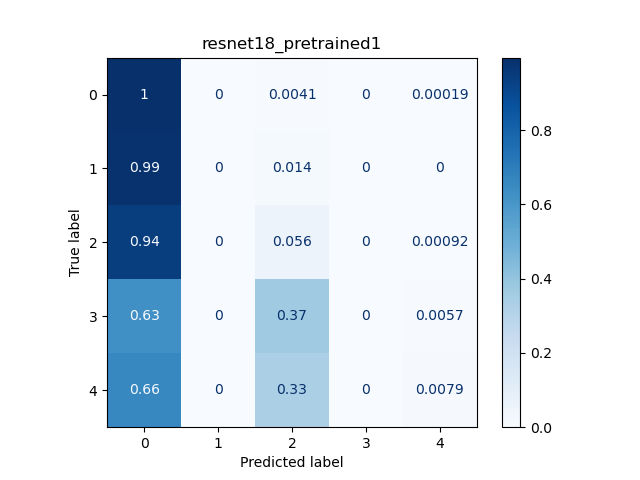 resnet18_pretrained1
0 1 0 0.0041 0 0.00019
1 0.99 0 0.014 0 0
2 0.94 0 0.056 0 0.00092
3 0.63 0 0.37 0 0.0057
4 0.66 0 0.33 0 0.0079
0 1 2 3 4
Predicted label
True label
0.8
0.6
0.4
0.2
0.0